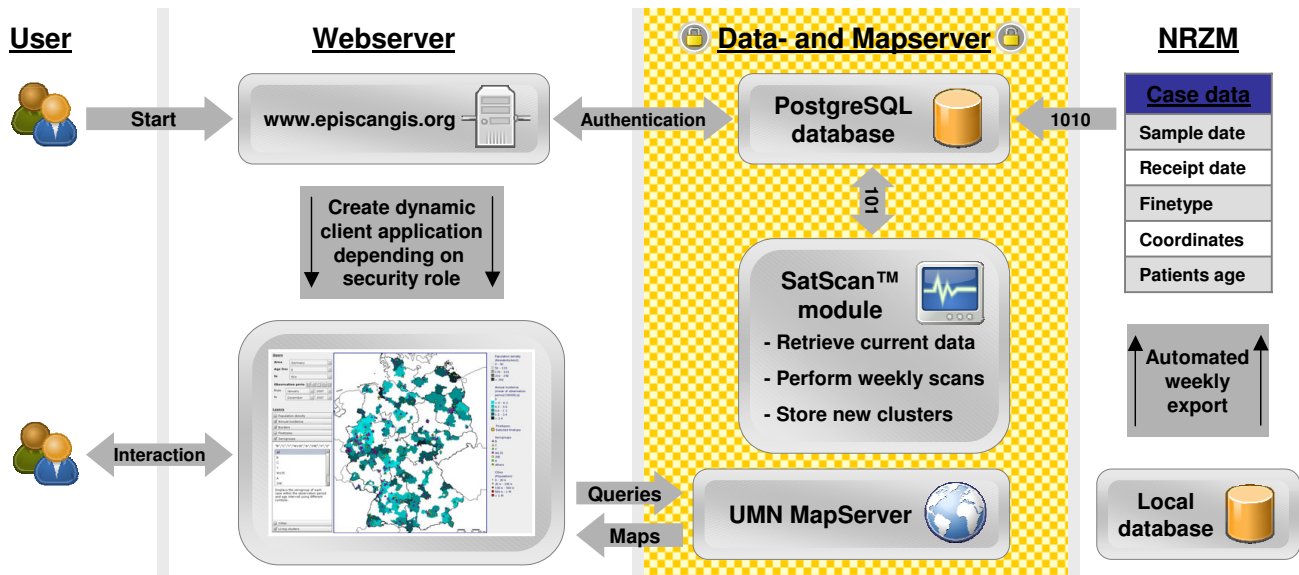 User
Webserver
Data- and Mapserver
NRZM
Start
www.episcangis.org
Authentication
PostgreSQL
database
1010
Case data
Sample date
Receipt date
Finetype
Coordinates
Patients age
Create dynamic
client application
depending on
security role
101
SatScan™
module
- Retrieve current data
- Perform weekly scans
- Store new clusters
Automated
weekly
export
Interaction
Queries
Maps
UMN MapServer
Local
database